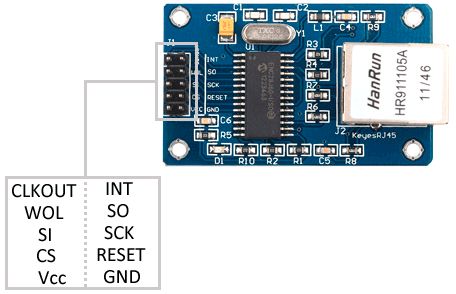 C1
C2
C3
Y1
L1 C4 R9
J1
U1
INT
SO
SCK
RESET
GND
R3
R4
R7
R6
C6
R5
J2
HanRun
HR911105A
11/46
KeyesRJ45
D1 R10 R2 R1 C5 R8
CLKOUT INT
WOL SO
SI SCK
CS RESET
Vcc GND